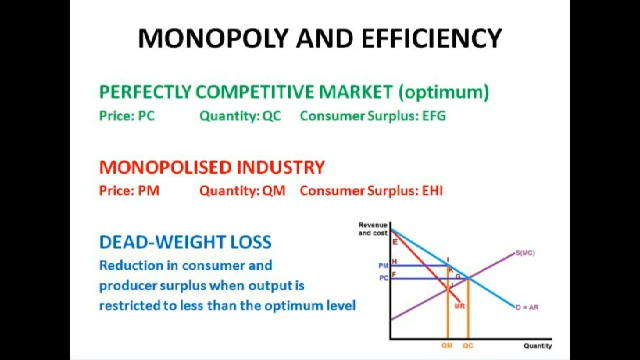 MONOPOLY AND EFFICIENCY
PERFECTLY COMPETITIVE MARKET (optimum)
Price: PC Quantity: QC Consumer Surplus: EFG
MONOPOLISED INDUSTRY
Price: PM Quantity: QM Consumer Surplus: EHI
DEAD-WEIGHT LOSS
Reduction in consumer and
producer surplus when output is
restricted to less than the optimum level
Revenue
and cost
E
S(MC)
PM H I
K
PC F G
J
MR
D = AR
QM QC Quantity